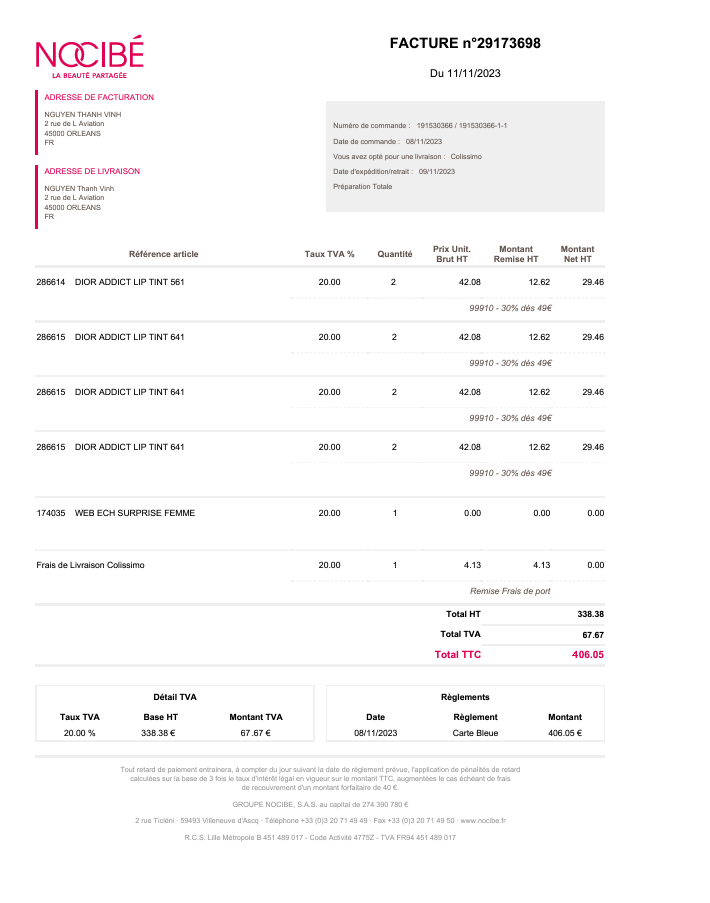 NOCIBÉ
LA BEAUTÉ PARTAGÉE
FACTURE n°29173698
Du 11/11/2023
ADRESSE DE FACTURATION
NGUYEN THANH VINH
2 rue de L Aviation
45000 ORLEANS
FR
ADRESSE DE LIVRAISON
NGUYEN Thanh Vinh
2 rue de L Aviation
45000 ORLEANS
FR
Numéro de commande : 191530366 / 191530366-1-1
Date de commande : 08/11/2023
Vous avez opté pour une livraison : Colissimo
Date d'expédition/retrait : 09/11/2023
Préparation Totale
Référence article Taux TVA % Quantité Prix Unit. Brut HT Montant Remise HT Montant Net HT
286614 DIOR ADDICT LIP TINT 561 20.00 2 42.08 12.62 29.46
99910 - 30% dès 49€
286615 DIOR ADDICT LIP TINT 641 20.00 2 42.08 12.62 29.46
99910 - 30% dès 49€
286615 DIOR ADDICT LIP TINT 641 20.00 2 42.08 12.62 29.46
99910 - 30% dès 49€
286615 DIOR ADDICT LIP TINT 641 20.00 2 42.08 12.62 29.46
99910 - 30% dès 49€
174035 WEB ECH SURPRISE FEMME 20.00 1 0.00 0.00 0.00
Frais de Livraison Colissimo 20.00 1 4.13 4.13 0.00
Remise Frais de port
Total HT 338.38
Total TVA 67.67
Total TTC 406.05
Détail TVA
Taux TVA Base HT Montant TVA
20.00 % 338.38 € 67.67 €
Règlements
Date Règlement Montant
08/11/2023 Carte Bleue 406.05 €
Tout retard de paiement entrainera, à compter du jour suivant la date de règlement prévue, l'application de pénalités de retard
calculées sur la base de 3 fois le taux d'intérêt légal en vigueur sur le montant TTC, augmentées le cas échéant de frais
de recouvrement d'un montant forfaitaire de 40 €.
GROUPE NOCIBE, S.A.S. au capital de 274 390 780 €
2 rue Ticléni · 59493 Villeneuve d'Ascq · Téléphone +33 (0)3 20 71 49 49 · Fax +33 (0)3 20 71 49 50 · www.nocibe.fr
R.C.S. Lille Métropole B 451 489 017 - Code Activité 4775Z - TVA FR94 451 489 017